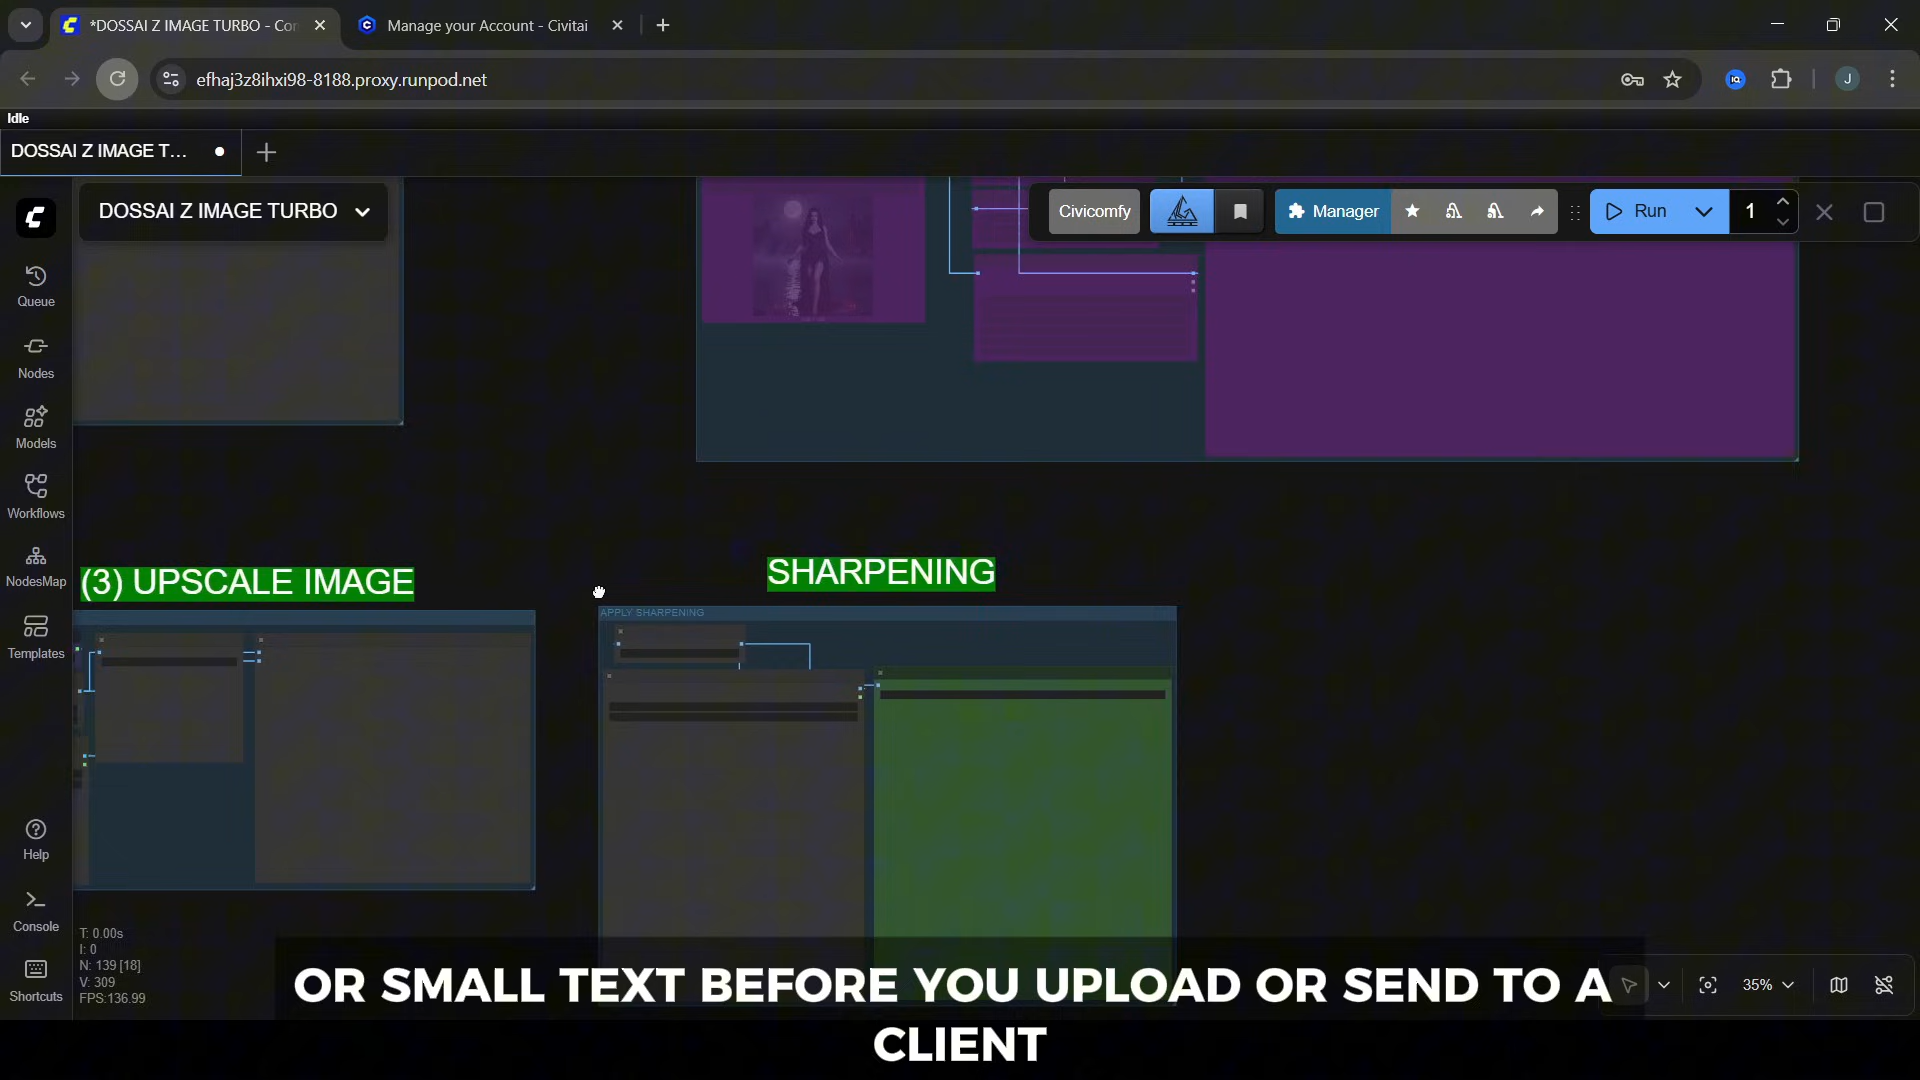 *DOSSAI Z IMAGE TURBO - Co
Manage your Account - Civitai
efhaj3z8ihxi98-8188.proxy.runpod.net
J
Idle
DOSSAI Z IMAGE T...
DOSSAI Z IMAGE TURBO
Civicomfy
Manager
Run
1
Queue
Nodes
Models
Workflows
NodesMap
Templates
Help
Console
Shortcuts
(3) UPSCALE IMAGE
SHARPENING
APPLY SHARPENING
T: 0.00s
I: 0
N: 139 [18]
V: 309
FPS:136.99
35%
OR SMALL TEXT BEFORE YOU UPLOAD OR SEND TO A
CLIENT